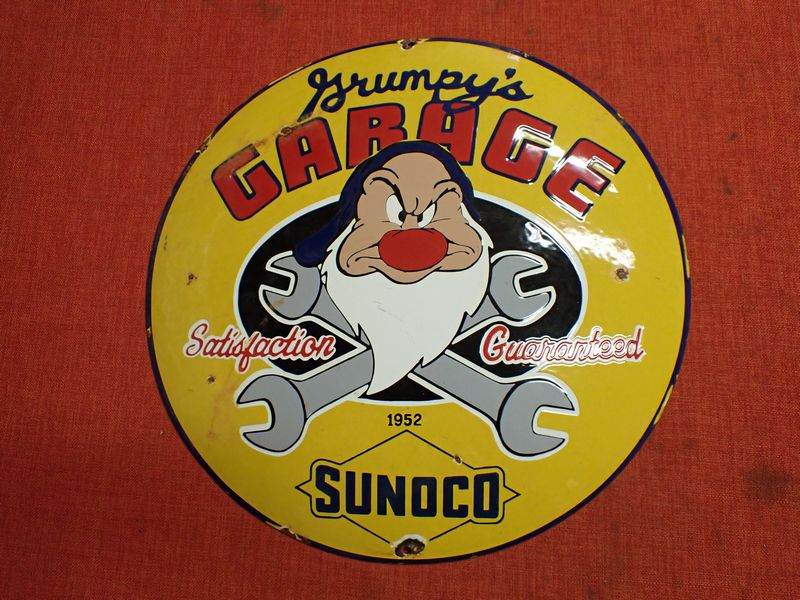 Grumpy's
GARAGE
Satisfaction Guaranteed
1952
SUNOCO